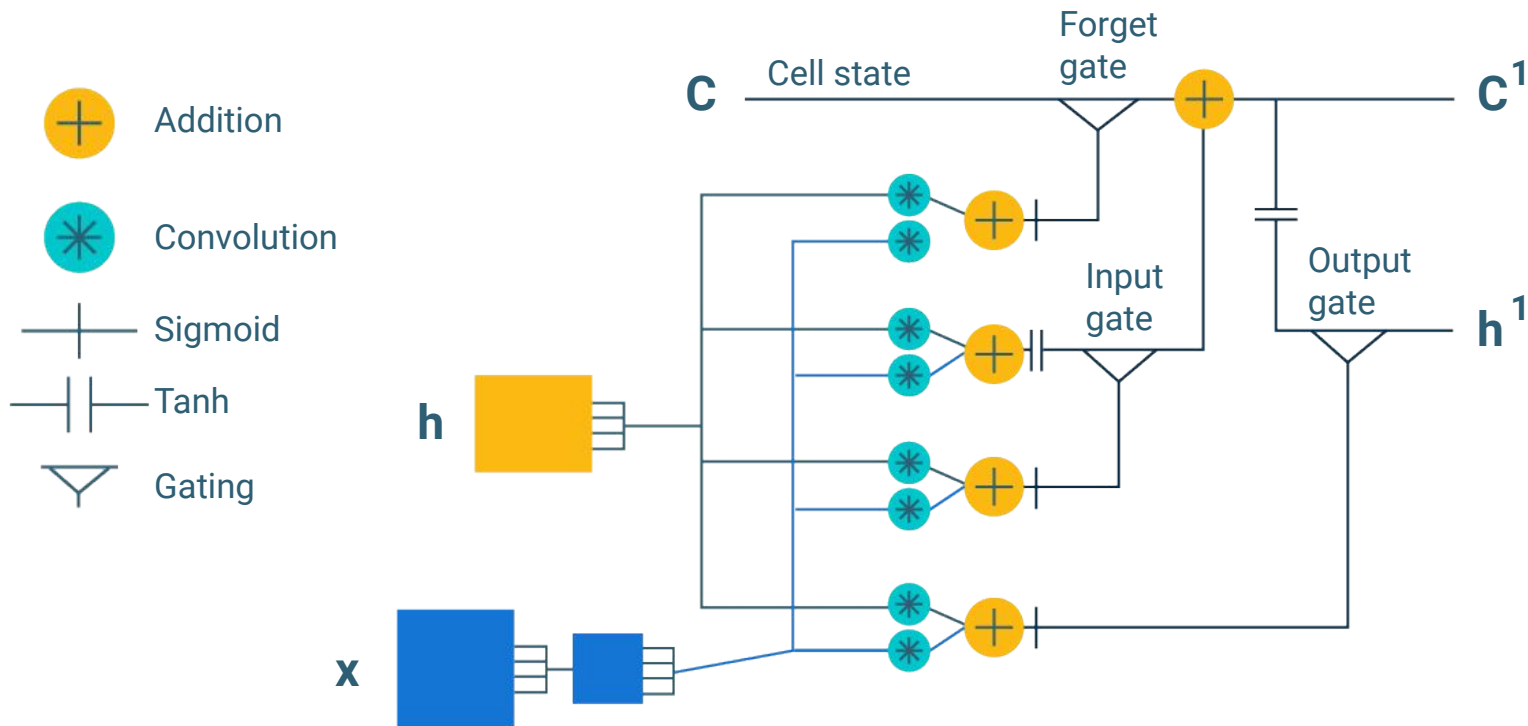 Addition
Convolution
Sigmoid
Tanh
Gating
C
Cell state
Forget
gate
C¹
Input
gate
Output
gate
h¹
h
x